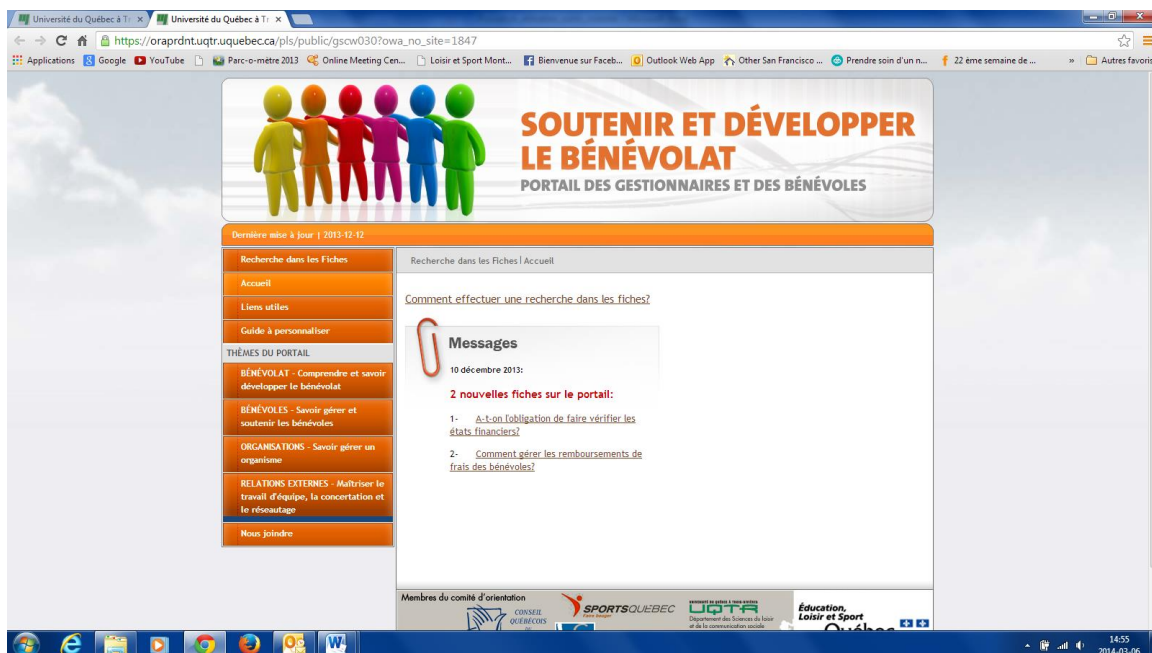 Université du Québec à Tr
Université du Québec à Tr
https://oraprdnt.uqtr.uquebec.ca/pls/public/gscw030?owa_no_site=1847
Applications Google YouTube Parc-o-mètre 2013 Online Meeting Cen... Loisir et Sport Mont... Bienvenue sur Faceb... Outlook Web App Other San Francisco ... Prendre soin d'un n... 22 ème semaine de ... » Autres favoris
SOUTENIR ET DÉVELOPPER
LE BÉNÉVOLAT
PORTAIL DES GESTIONNAIRES ET DES BÉNÉVOLES
Dernière mise à jour | 2013-12-12
Recherche dans les Fiches
Accueil
Liens utiles
Guide à personnaliser
THÈMES DU PORTAIL
BÉNÉVOLAT - Comprendre et savoir
développer le bénévolat
BÉNÉVOLES - Savoir gérer et
soutenir les bénévoles
ORGANISATIONS - Savoir gérer un
organisme
RELATIONS EXTERNES - Maîtriser le
travail d'équipe, la concertation et
le réseautage
Nous joindre
Recherche dans les Fiches | Accueil
Comment effectuer une recherche dans les fiches?
Messages
10 décembre 2013:
2 nouvelles fiches sur le portail:
1- A-t-on l'obligation de faire vérifier les
états financiers?
2- Comment gérer les remboursements de
frais des bénévoles?
Membres du comité d'orientation
CONSEIL
QUÉBÉCOIS
SPORTSQUÉBEC
UQTR
Département des Sciences du loisir
et de la communication sociale
Éducation,
Loisir et Sport
Québec
14:55
2014-03-06